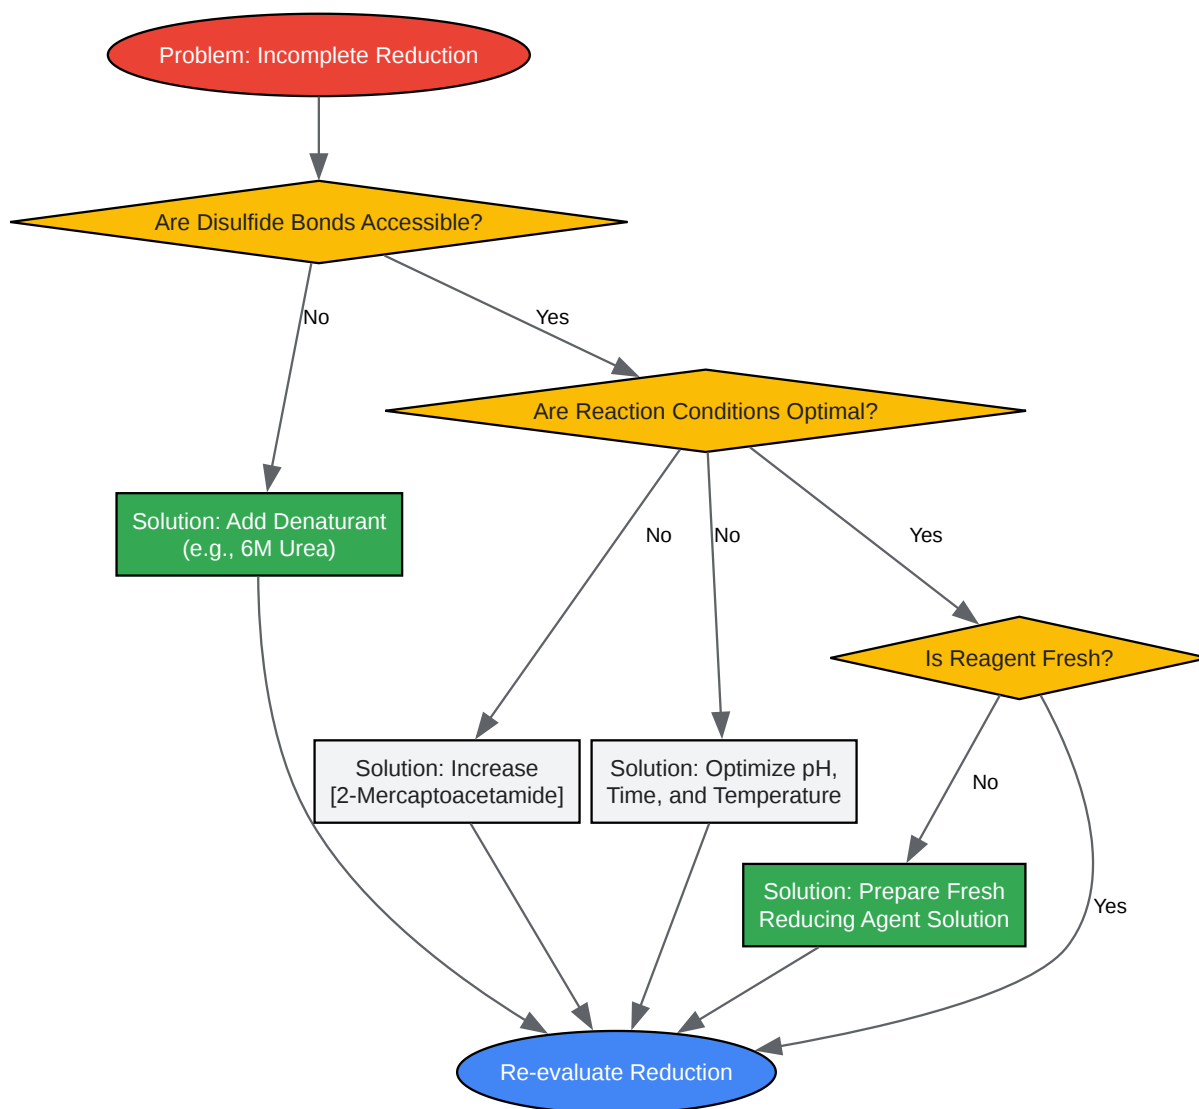 Problem: Incomplete Reduction
Are Disulfide Bonds Accessible?
No
Yes
Are Reaction Conditions Optimal?
Solution: Add Denaturant
(e.g., 6M Urea)
No
No
Yes
Is Reagent Fresh?
Solution: Increase
[2-Mercaptoacetamide]
Solution: Optimize pH,
Time, and Temperature
No
Solution: Prepare Fresh
Reducing Agent Solution
Yes
Re-evaluate Reduction